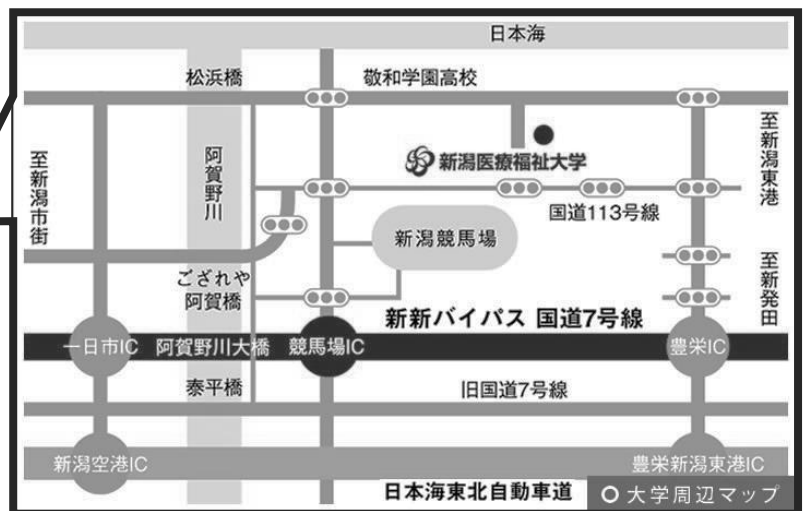 日本海
松浜橋
敬和学園高校
至新潟市街
阿賀野川
新潟医療福祉大学
至新潟東港
国道113号線
新潟競馬場
ござれや
阿賀橋
至新発田
新新バイパス 国道7号線
一日市IC
阿賀野川大橋
競馬場IC
豊栄IC
泰平橋
旧国道7号線
新潟空港IC
豊栄新潟東港IC
日本海東北自動車道
大学周辺マップ